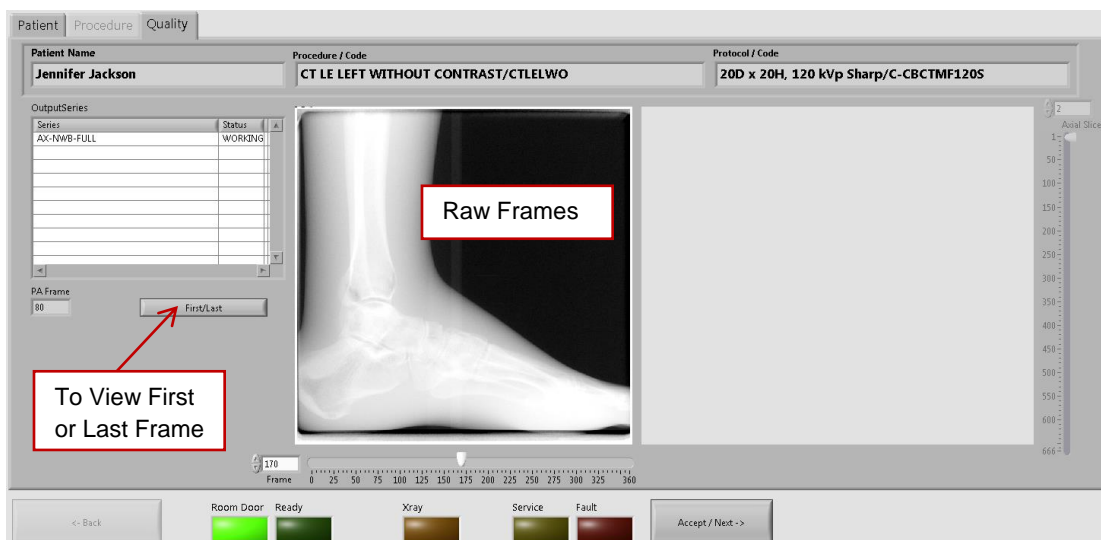 Patient Procedure Quality
Patient Name Procedure / Code Protocol / Code
Jennifer Jackson CT LE LEFT WITHOUT CONTRAST/CTLELWO 20D x 20H, 120 kVp Sharp/C-CBCTMF120S
OutputSeries
Series Status
AX-NWB-FULL WORKING
PA Frame
80
First/Last
To View First
or Last Frame
Raw Frames
170
Frame
0 25 50 75 100 125 150 175 200 225 250 275 300 325 360
2
Axial Slice
1
50
100
150
200
250
300
350
400
450
500
550
600
666
Room Door Ready Xray Service Fault
<- Back
Accept / Next ->